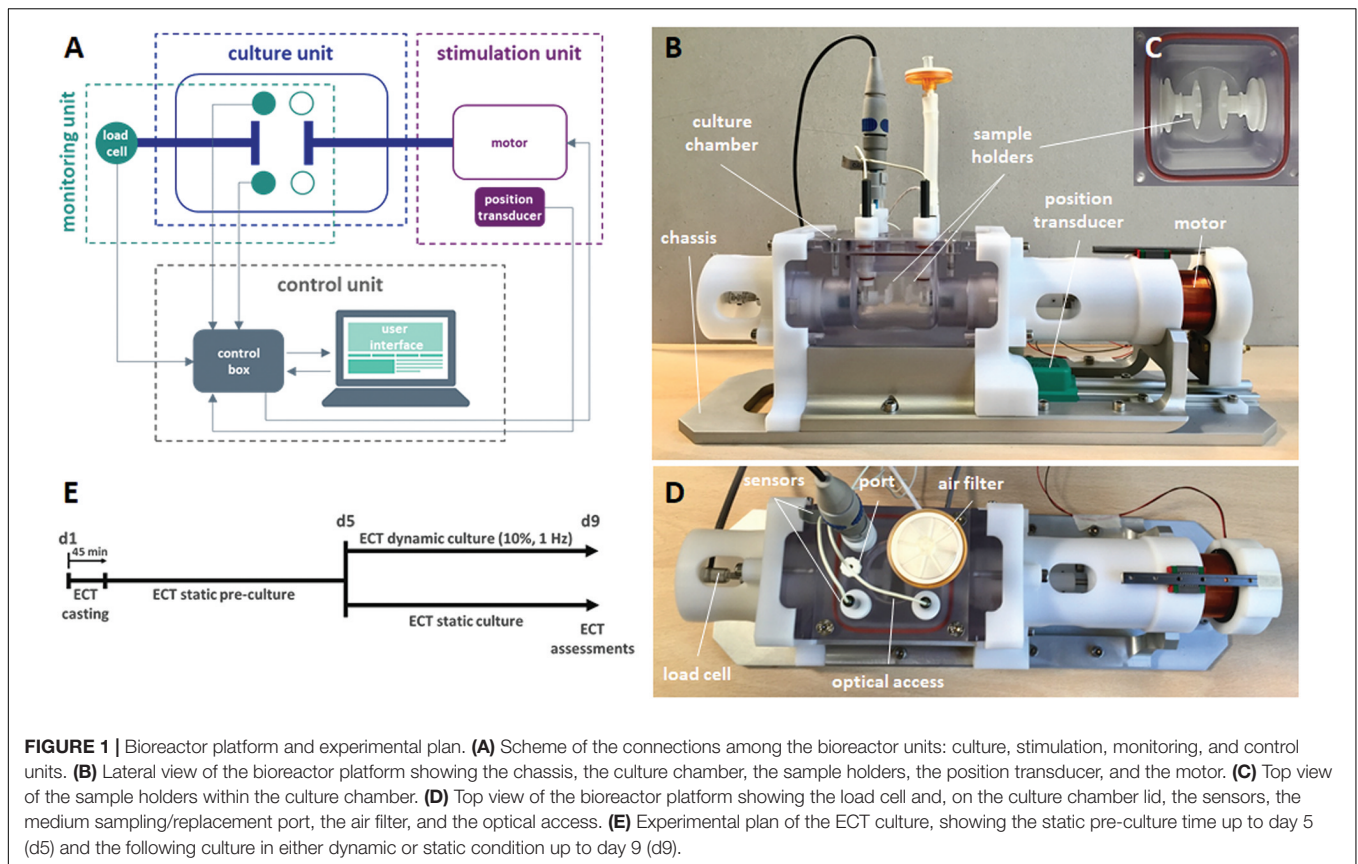 A
culture unit
stimulation unit
monitoring unit
load
cell
motor
position
transducer
control unit
control
box
user
interface
B
culture
chamber
sample
holders
chassis
position
transducer
motor
C
D
sensors
port
air filter
load cell
optical access
E
d1
45 min
ECT
casting
ECT static pre-culture
d5
ECT dynamic culture (10%, 1 Hz)
d9
ECT static culture
ECT
assessments
FIGURE 1 | Bioreactor platform and experimental plan. (A) Scheme of the connections among the bioreactor units: culture, stimulation, monitoring, and control
units. (B) Lateral view of the bioreactor platform showing the chassis, the culture chamber, the sample holders, the position transducer, and the motor. (C) Top view
of the sample holders within the culture chamber. (D) Top view of the bioreactor platform showing the load cell and, on the culture chamber lid, the sensors, the
medium sampling/replacement port, the air filter, and the optical access. (E) Experimental plan of the ECT culture, showing the static pre-culture time up to day 5
(d5) and the following culture in either dynamic or static condition up to day 9 (d9).